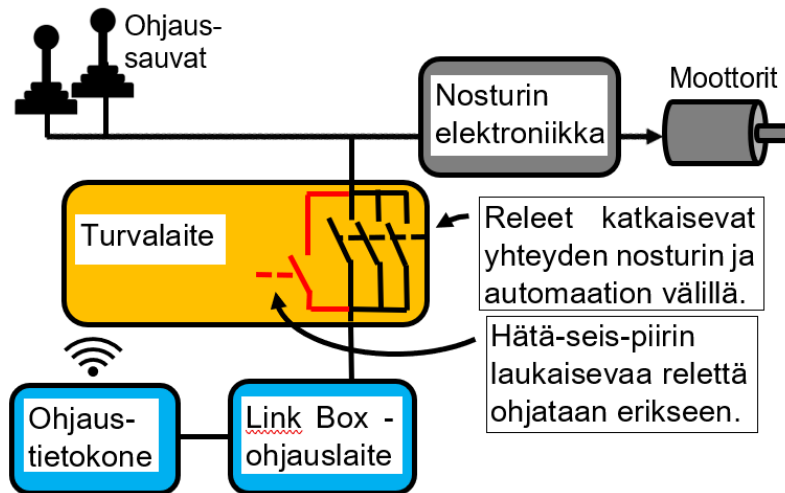 Ohjaus-
sauvat
Nosturin
elektroniikka
Moottorit
Turvalaite
Releet katkaisevat
yhteyden nosturin ja
automaation välillä.
Hätä-seis-piirin
laukaisevaa relettä
ohjataan erikseen.
Ohjaus-
tietokone
Link Box -
ohjauslaite